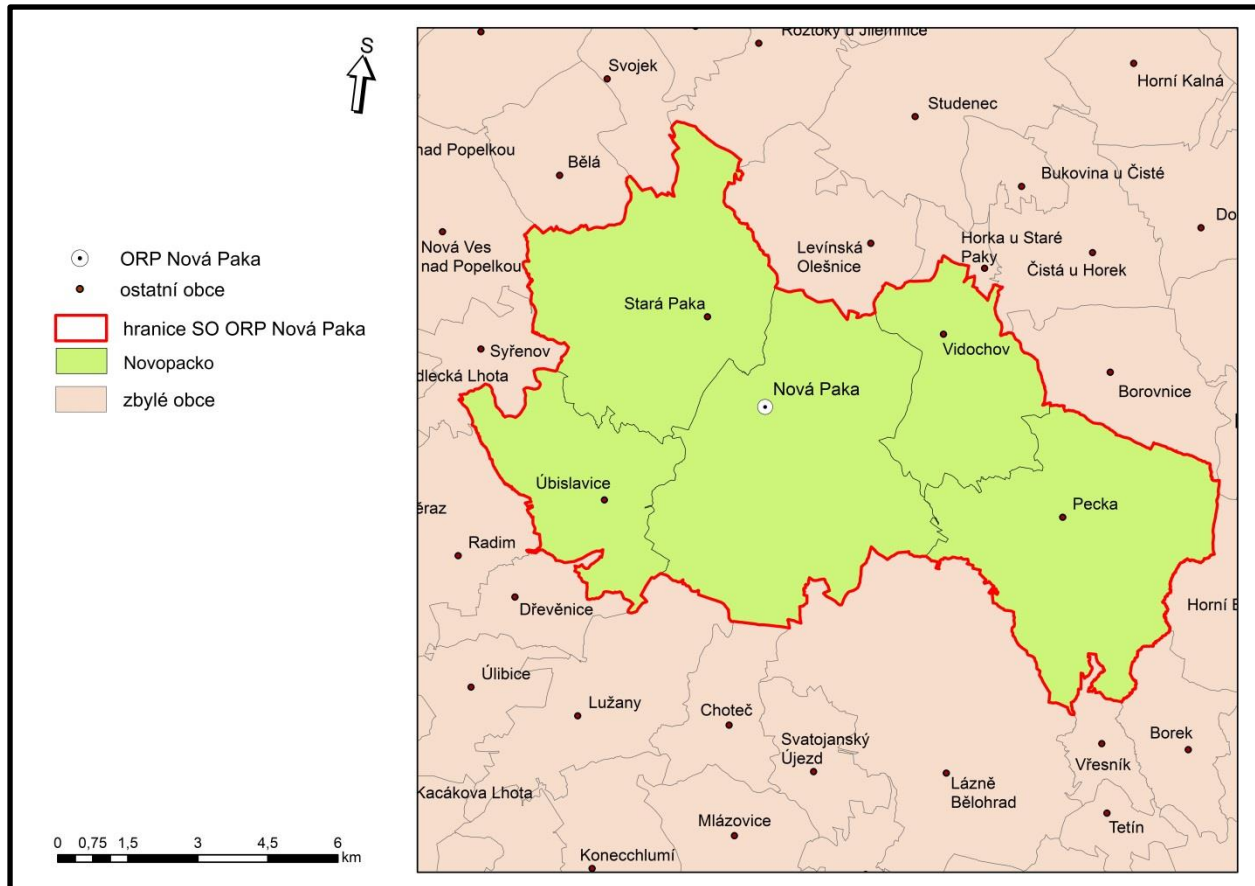 S
ORP Nová Paka
ostatní obce
hranice SO ORP Nová Paka
Novopacko
zbylé obce
0 0,75 1,5 3 4,5 6
km
Roztoky u Jilemnice
Svojek
Horní Kalná
Studenec
nad Popelkou
Bělá
Bukovina u Čisté
Do
Nová Ves
nad Popelkou
Levínská
Olešnice
Horka u Staré
Paky
Čistá u Horek
Stará Paka
Vidochov
Syřenov
dlecká Lhota
Borovnice
Nová Paka
Úbislavice
Pecka
éraz
Radim
Dřevěnice
Horní
Úlibice
Lužany
Choteč
Svatojanský
Újezd
Borek
Vřesník
Lázně
Bělohrad
Kacákova Lhota
Mlázovice
Tetín
Konecchlumí